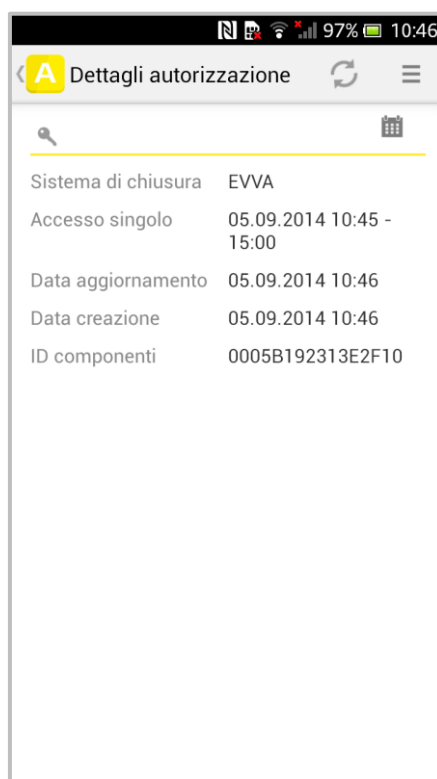 97% 10:46
A Dettagli autorizzazione
Sistema di chiusura EVVA
Accesso singolo 05.09.2014 10:45 -
15:00
Data aggiornamento 05.09.2014 10:46
Data creazione 05.09.2014 10:46
ID componenti 0005B192313E2F10